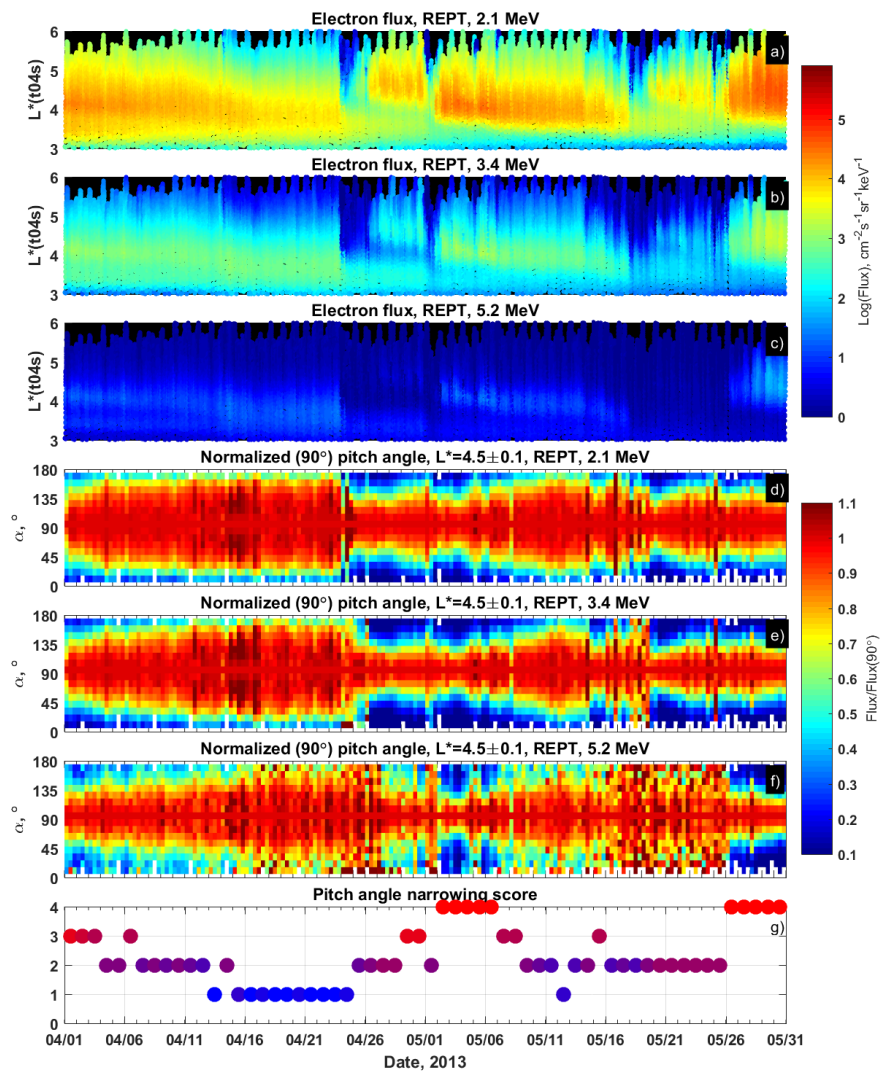 Electron flux, REPT, 2.1 MeV
a)
6
5
4
3
L*(t04s)
Electron flux, REPT, 3.4 MeV
b)
6
5
4
3
L*(t04s)
Electron flux, REPT, 5.2 MeV
c)
6
5
4
3
L*(t04s)
5
4
3
2
1
0
Log(Flux), cm⁻²s⁻¹sr⁻¹keV⁻¹
Normalized (90°) pitch angle, L*=4.5±0.1, REPT, 2.1 MeV
d)
180
135
90
45
0
α, °
Normalized (90°) pitch angle, L*=4.5±0.1, REPT, 3.4 MeV
e)
180
135
90
45
0
α, °
Normalized (90°) pitch angle, L*=4.5±0.1, REPT, 5.2 MeV
f)
180
135
90
45
0
α, °
1.1
1
0.9
0.8
0.7
0.6
0.5
0.4
0.3
0.2
0.1
Flux/Flux(90°)
Pitch angle narrowing score
g)
4
3
2
1
0
04/01 04/06 04/11 04/16 04/21 04/26 05/01 05/06 05/11 05/16 05/21 05/26 05/31
Date, 2013